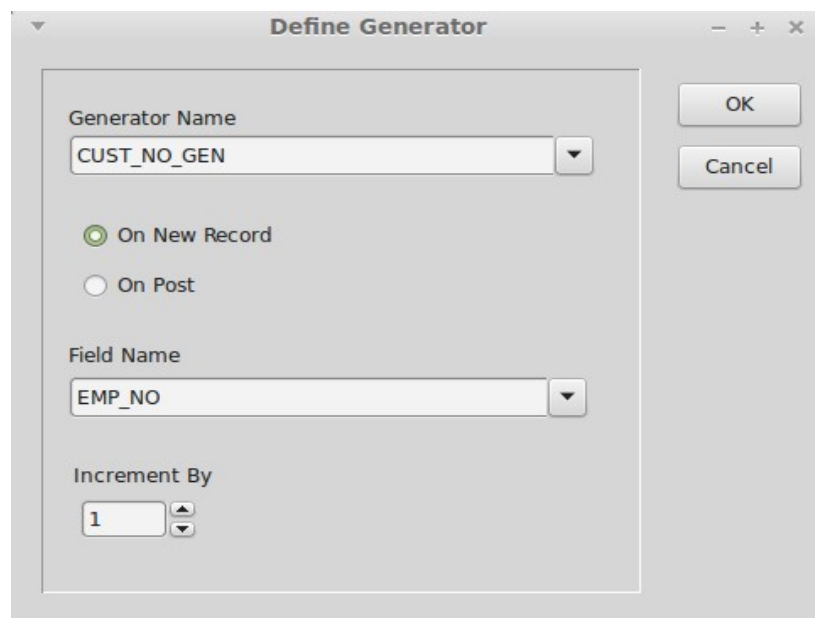 Define Generator
Generator Name
OK
CUST_NO_GEN
Cancel
On New Record
On Post
Field Name
EMP_NO
Increment By
1